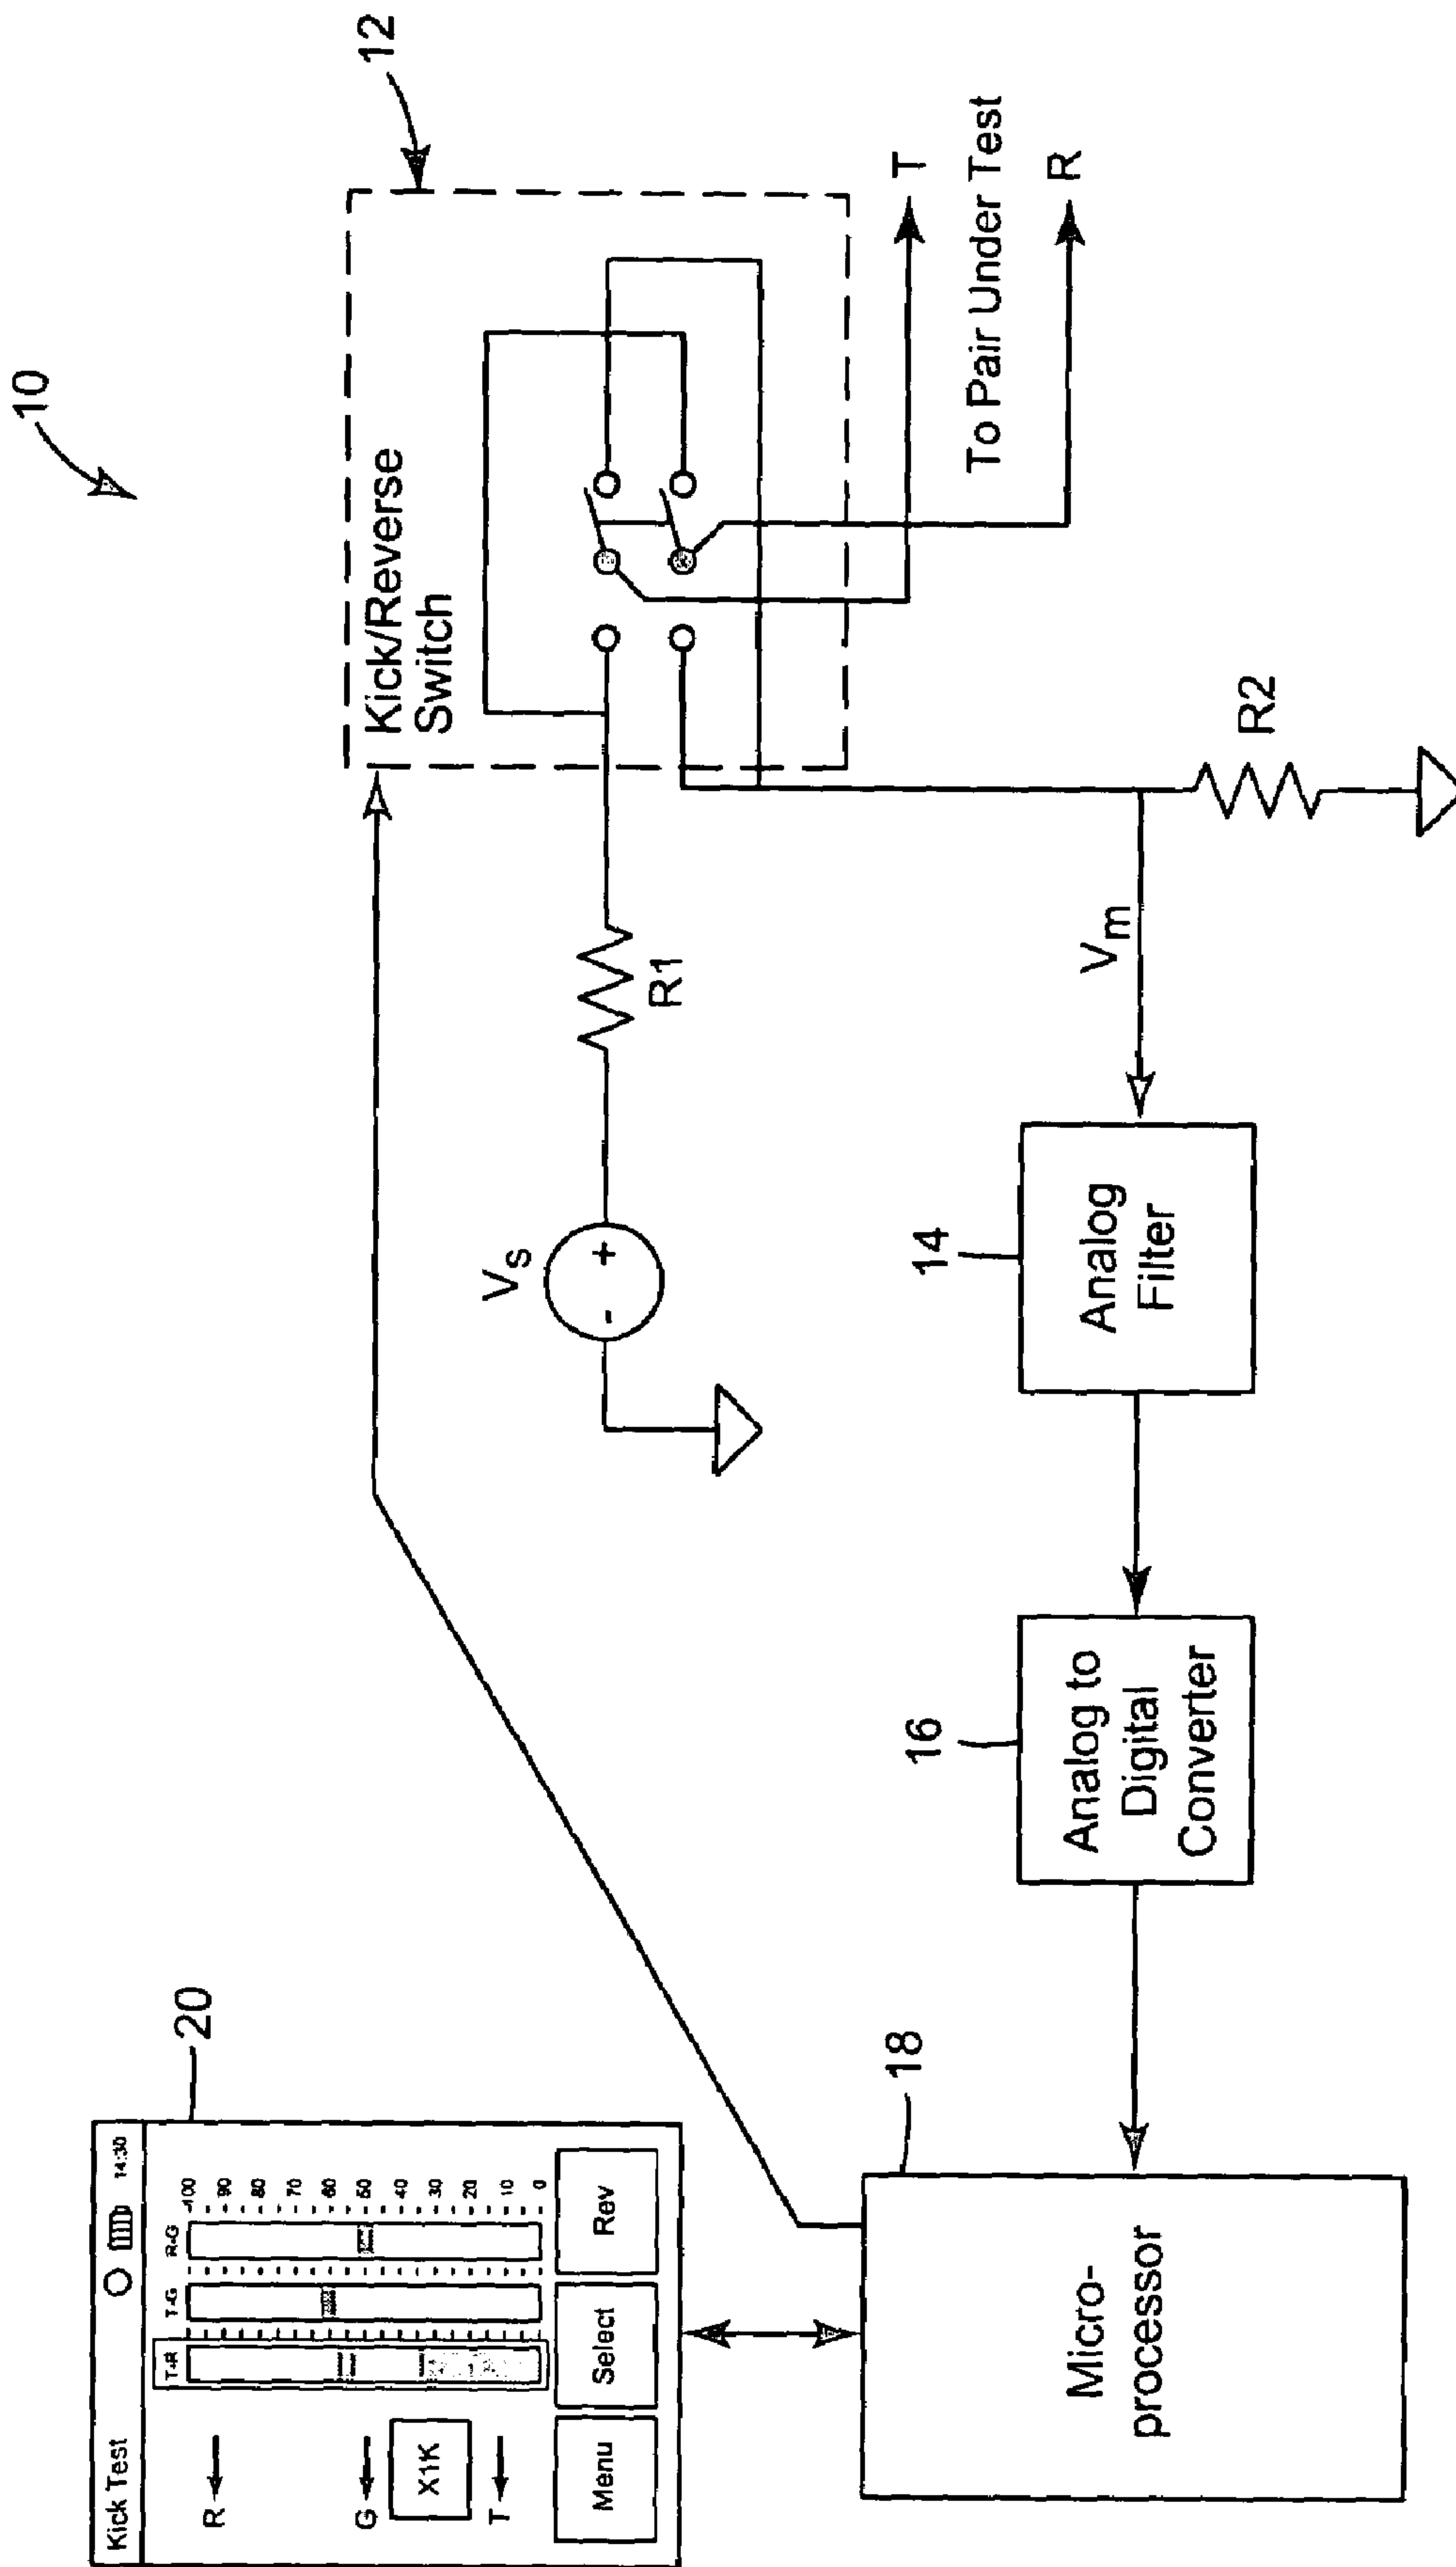 10
12
Kick/Reverse
Switch
T
To Pair Under Test
R
R2
R1
Vs
+
-
Vm
14
Analog
Filter
16
Analog to
Digital
Converter
18
Micro-
processor
20
Kick Test
14:30
R
G
X1K
T
T-R
T-G
R-G
100
90
80
70
60
50
40
30
20
10
0
Menu
Select
Rev